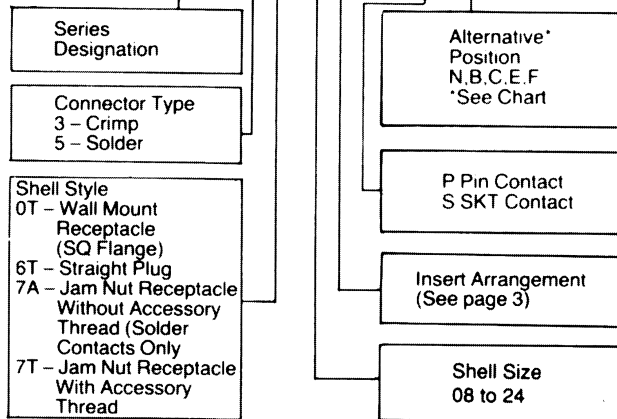 Series
Designation
Connector Type
3 – Crimp
5 – Solder
Shell Style
0T – Wall Mount
Receptacle
(SQ Flange)
6T – Straight Plug
7A – Jam Nut Receptacle
Without Accessory
Thread (Solder
Contacts Only
7T – Jam Nut Receptacle
With Accessory
Thread
Alternative*
Position
N,B,C,E,F
*See Chart
P Pin Contact
S SKT Contact
Insert Arrangement
(See page 3)
Shell Size
08 to 24